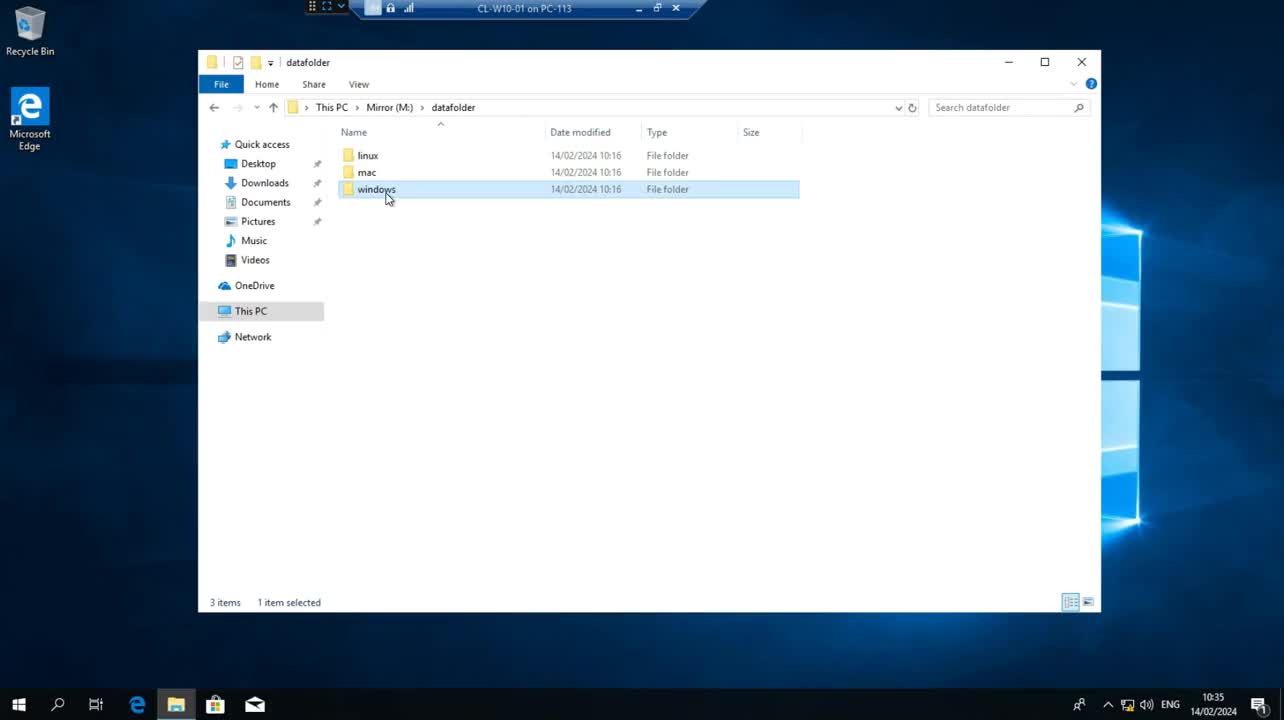 CL-W10-01 on PC-113
Recycle Bin
Microsoft
Edge
datafolder
File Home Share View
This PC > Mirror (M:) > datafolder
Search datafolder
Name Date modified Type Size
linux 14/02/2024 10:16 File folder
mac 14/02/2024 10:16 File folder
windows 14/02/2024 10:16 File folder
Quick access
Desktop
Downloads
Documents
Pictures
Music
Videos
OneDrive
This PC
Network
3 items 1 item selected
ENG
10:35
14/02/2024
1